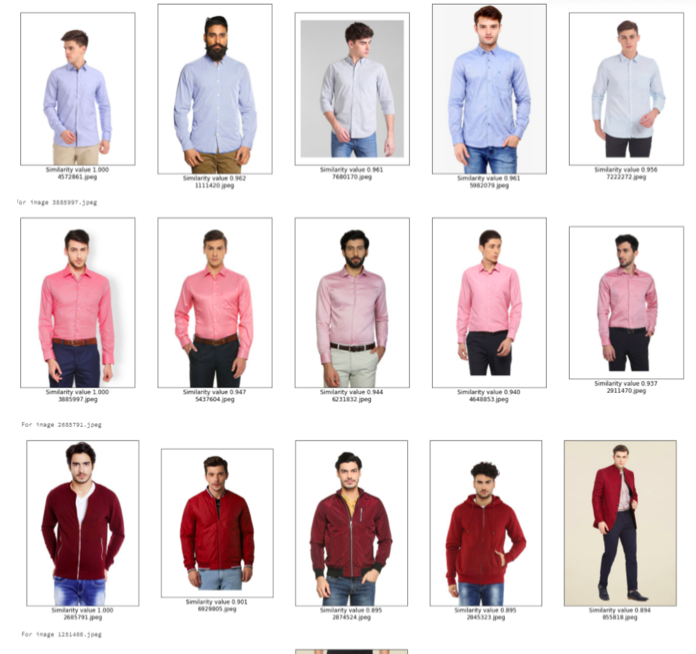 Similarity value 1.000
4572861.jpeg
Similarity value 0.962
1111420.jpeg
Similarity value 0.961
7680170.jpeg
Similarity value 0.961
5982079.jpeg
Similarity value 0.956
7222272.jpeg
For image 3885997.jpeg
Similarity value 1.000
3885997.jpeg
Similarity value 0.947
5437604.jpeg
Similarity value 0.944
6231832.jpeg
Similarity value 0.940
4648853.jpeg
Similarity value 0.937
2911470.jpeg
For image 2685791.jpeg
Similarity value 1.000
2685791.jpeg
Similarity value 0.901
6929805.jpeg
Similarity value 0.895
2874524.jpeg
Similarity value 0.895
2845323.jpeg
Similarity value 0.894
855818.jpeg
For image